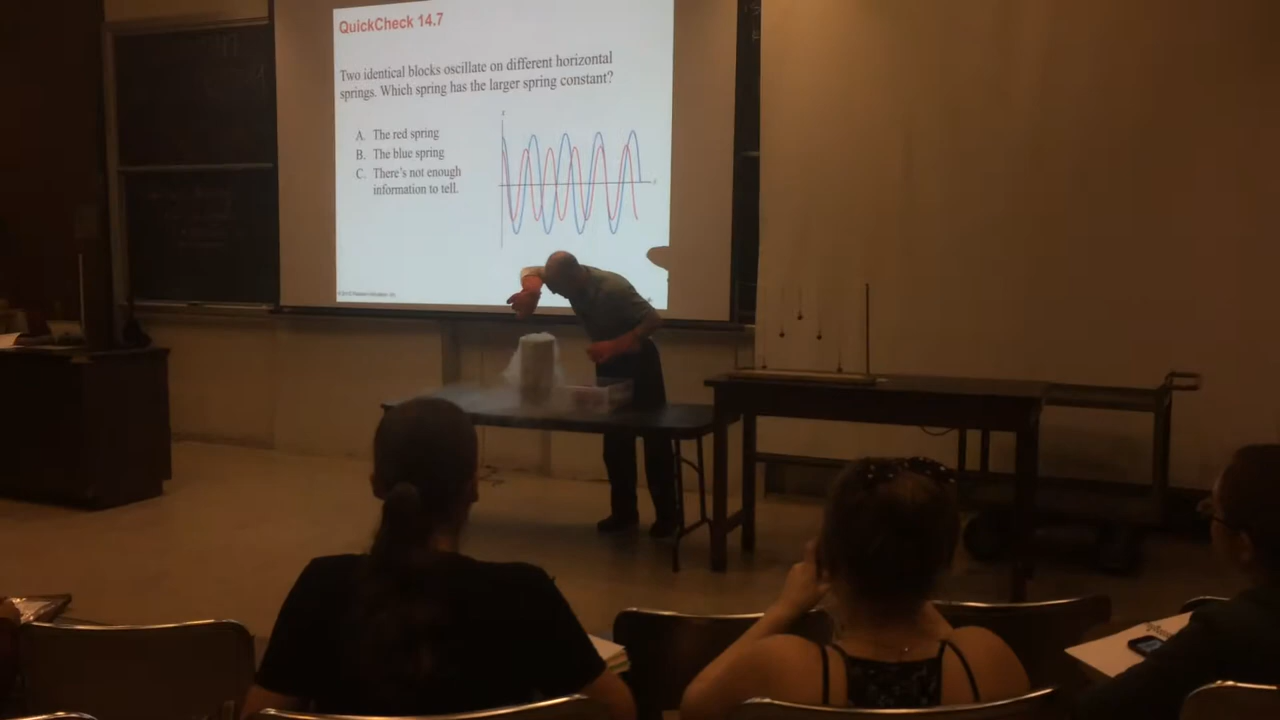 QuickCheck 14.7
Two identical blocks oscillate on different horizontal
springs. Which spring has the larger spring constant?
A. The red spring
B. The blue spring
C. There's not enough
information to tell.
x